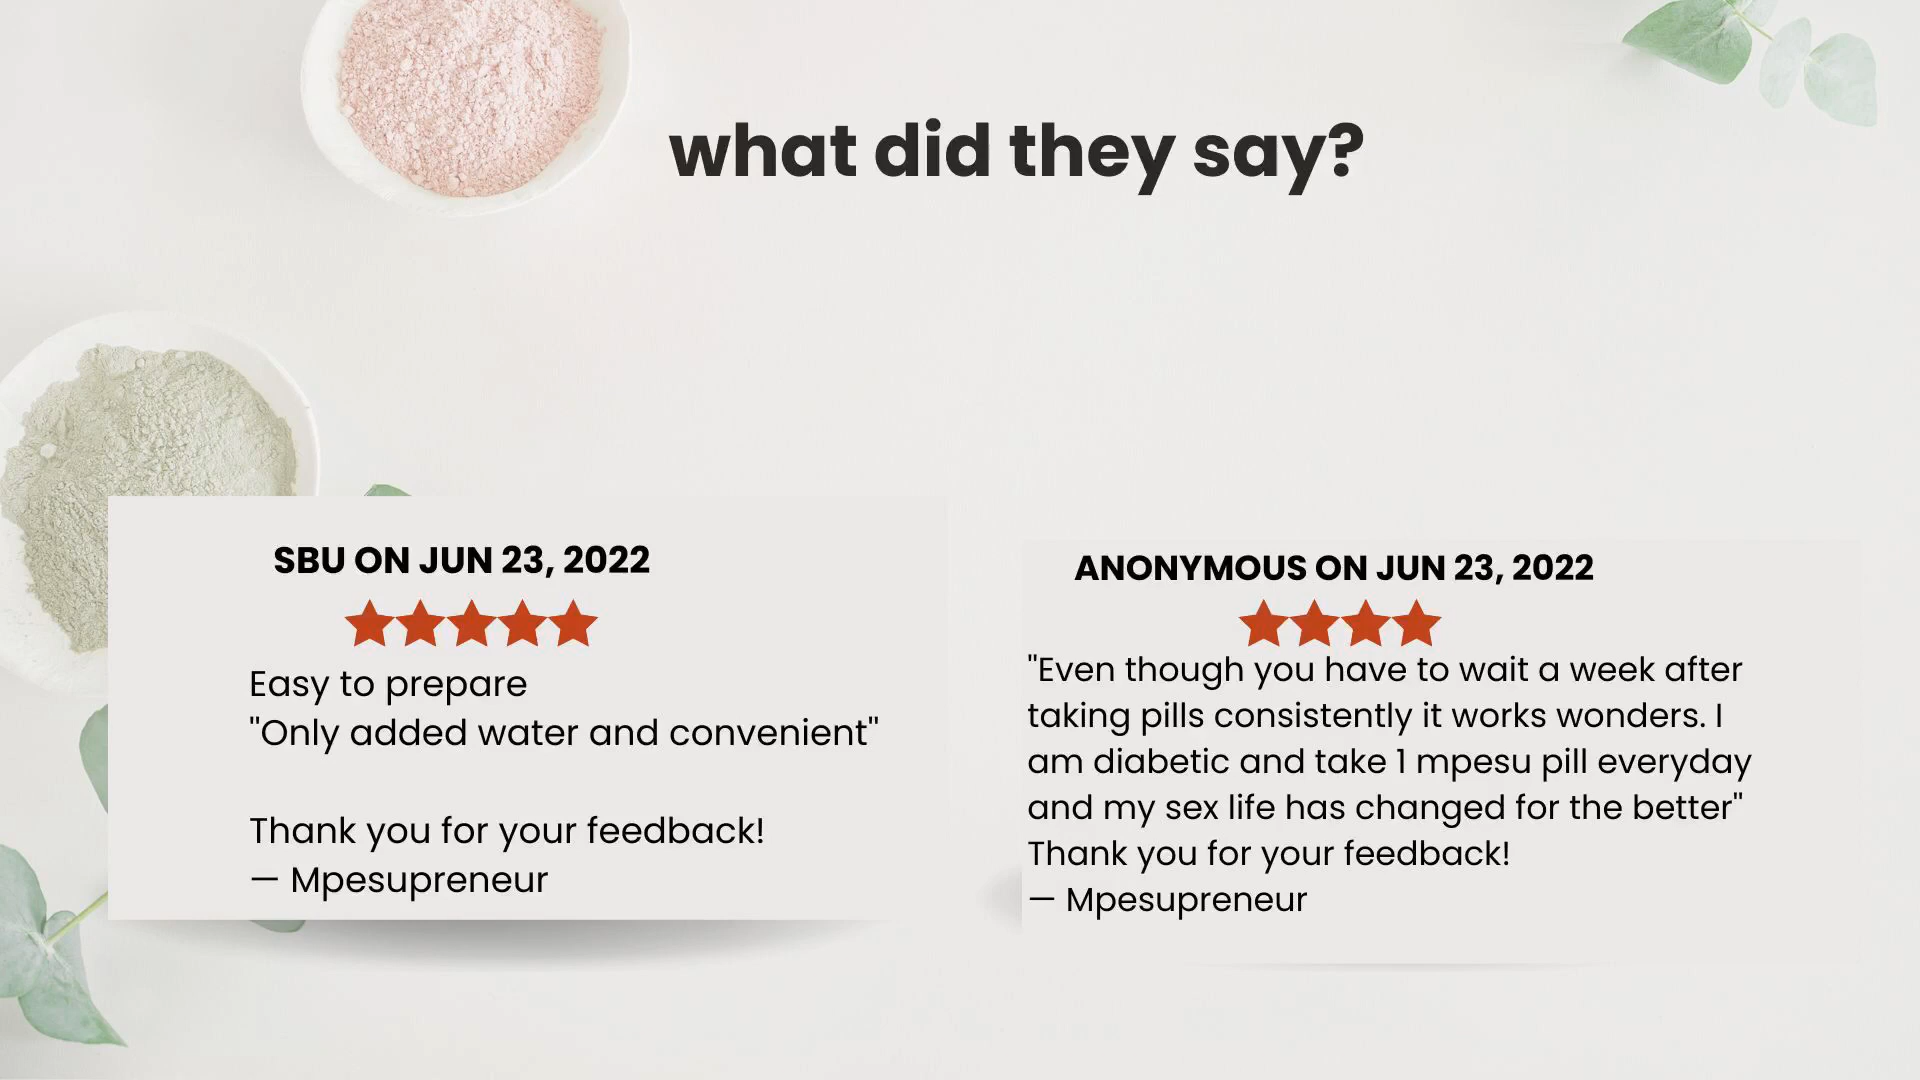 what did they say?
SBU ON JUN 23, 2022
Easy to prepare
"Only added water and convenient"
Thank you for your feedback!
— Mpesupreneur
ANONYMOUS ON JUN 23, 2022
"Even though you have to wait a week after
taking pills consistently it works wonders. I
am diabetic and take 1 mpesu pill everyday
and my sex life has changed for the better"
Thank you for your feedback!
— Mpesupreneur